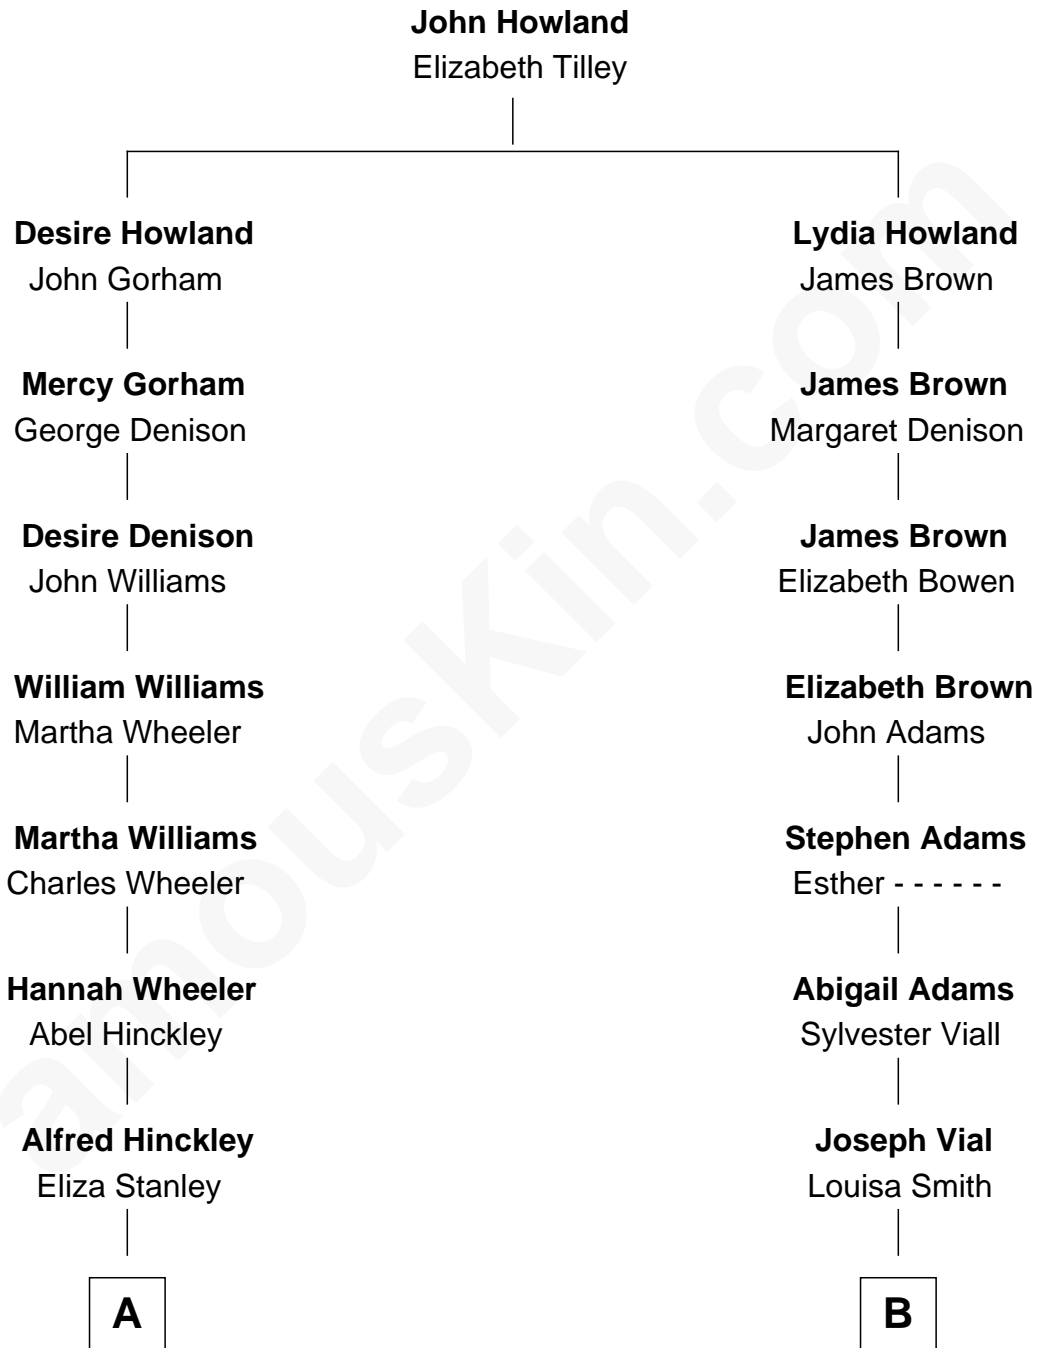 John Howland
Elizabeth Tilley
Desire Howland
John Gorham
Mercy Gorham
George Denison
Desire Denison
John Williams
William Williams
Martha Wheeler
Martha Williams
Charles Wheeler
Hannah Wheeler
Abel Hinckley
Alfred Hinckley
Eliza Stanley
A
Lydia Howland
James Brown
James Brown
Margaret Denison
James Brown
Elizabeth Bowen
Elizabeth Brown
John Adams
Stephen Adams
Esther - - - - - -
Abigail Adams
Sylvester Viall
Joseph Vial
Louisa Smith
B
amouskin.com